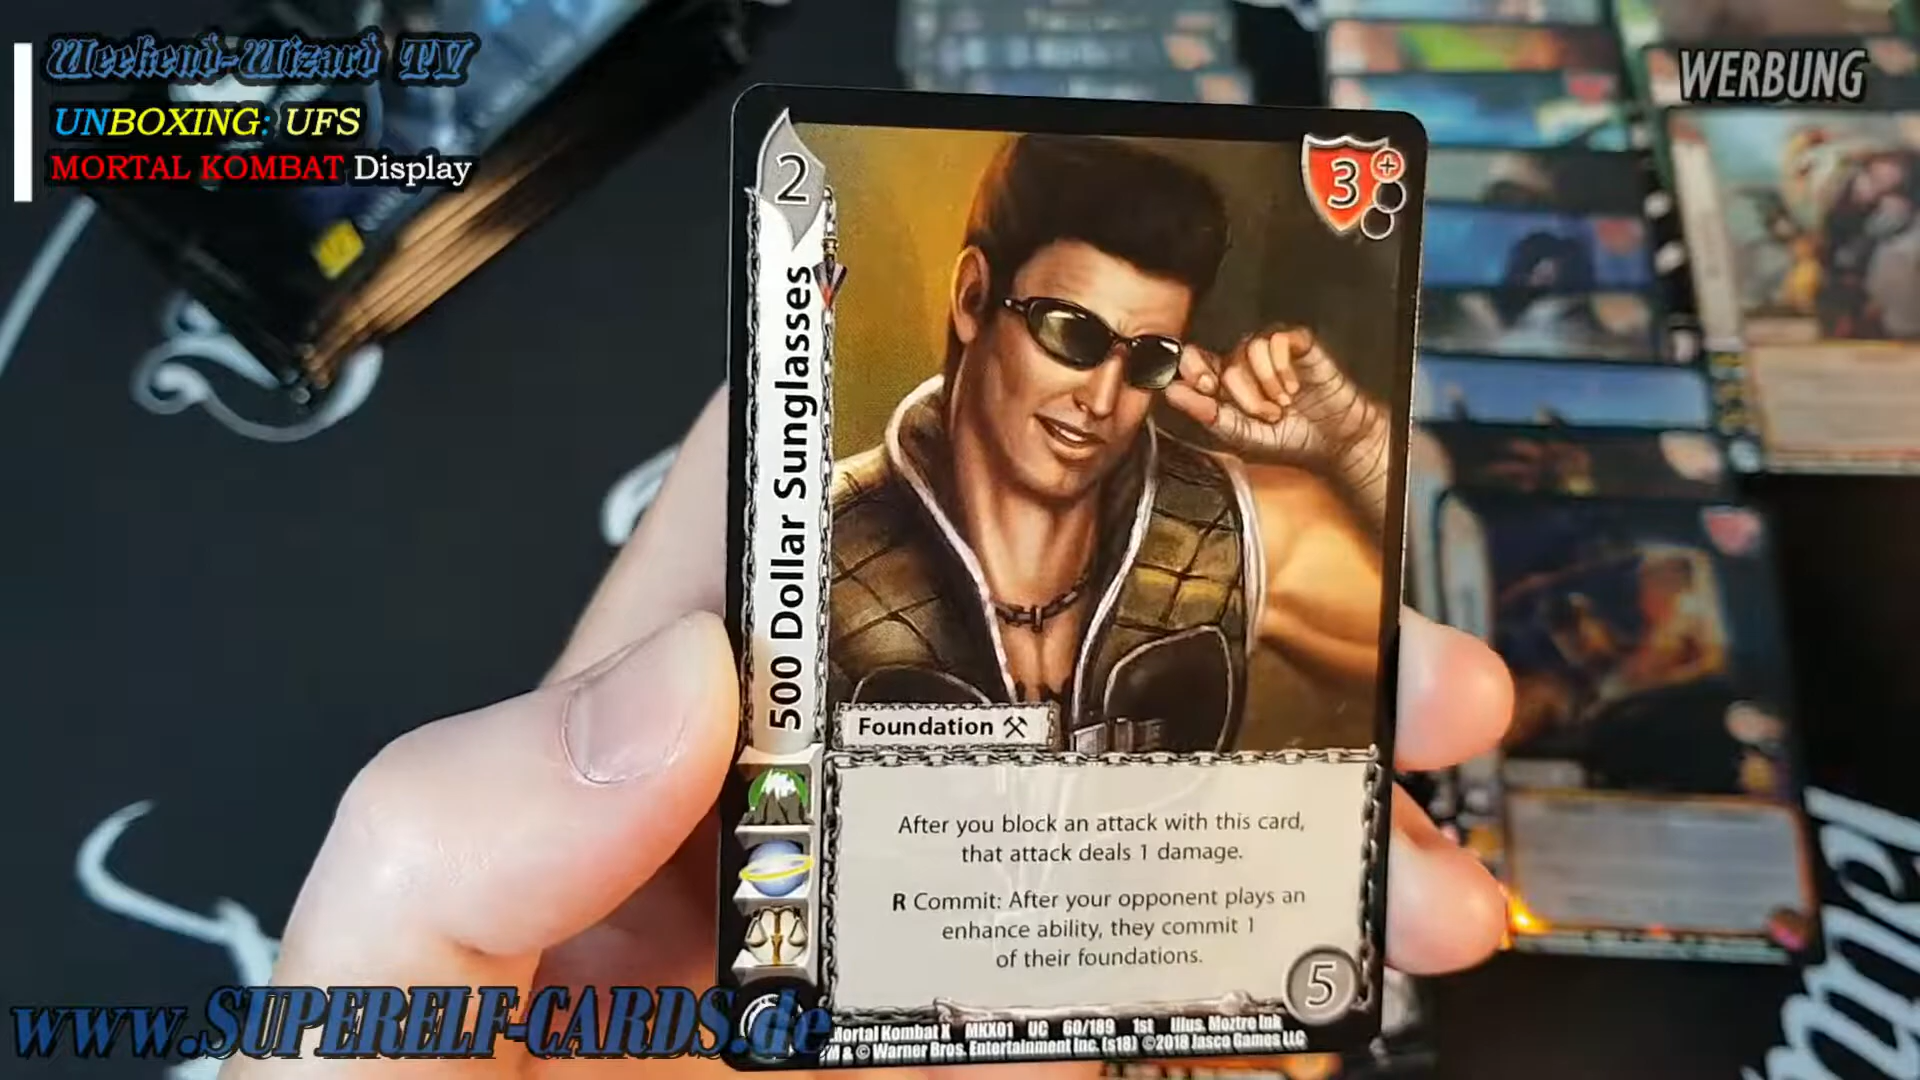 Weekend-Wizard TV
UNBOXING: UFS
MORTAL KOMBAT Display
WERBUNG
2
3
500 Dollar Sunglasses
Foundation
After you block an attack with this card,
that attack deals 1 damage.
R Commit: After your opponent plays an
enhance ability, they commit 1
of their foundations.
5
Mortal Kombat X MKX01 UC 60/189 1st Illus. Moztre Ink
& © Warner Bros. Entertainment Inc. (s18) ©2018 Jasco Games LLC
www.SUPERELF-CARDS.de